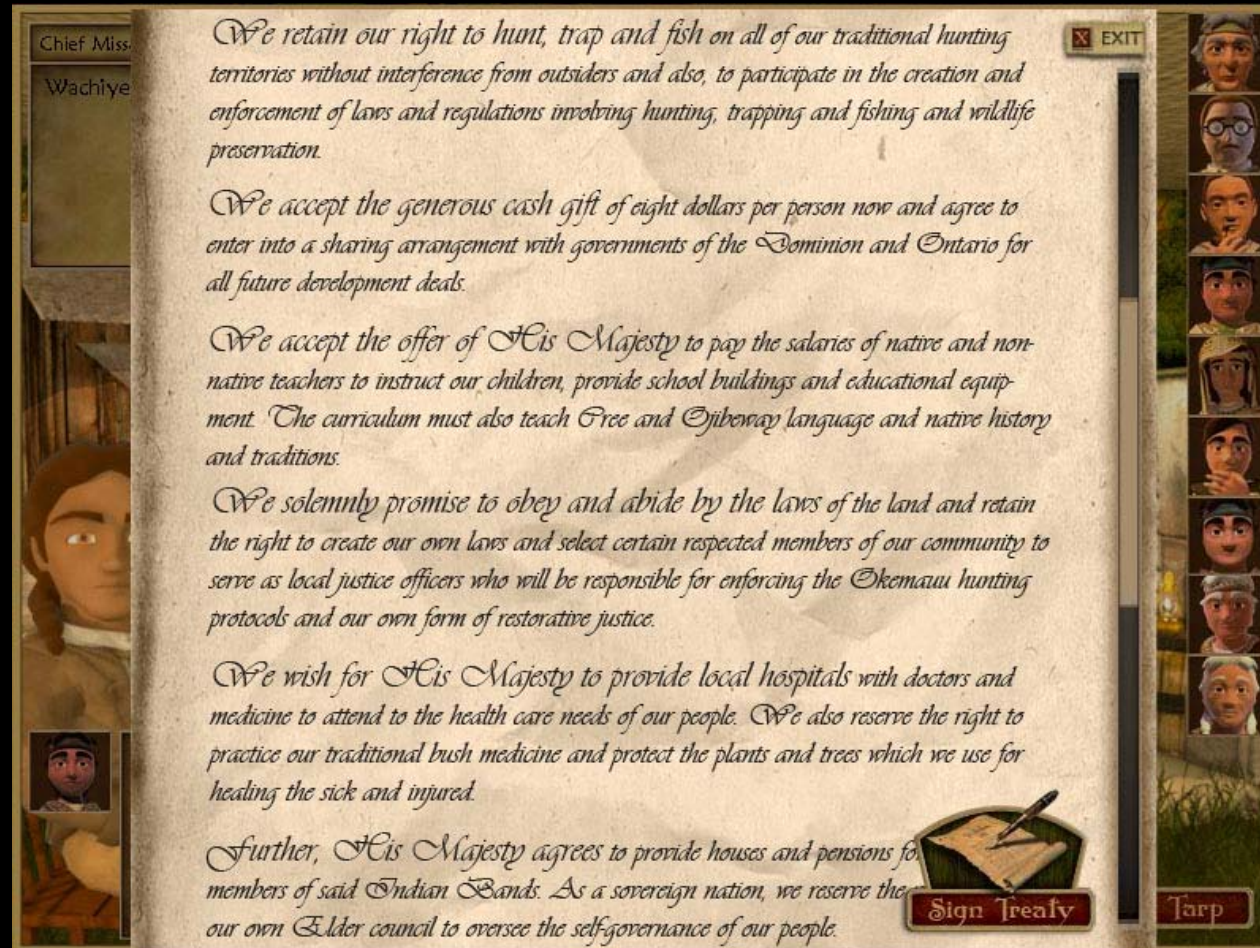 Chief Miss
Wachiye
We retain our right to hunt, trap and fish on all of our traditional hunting
territories without interference from outsiders and also, to participate in the creation and
enforcement of laws and regulations involving hunting, trapping and fishing and wildlife
preservation.
We accept the generous cash gift of eight dollars per person now and agree to
enter into a sharing arrangement with governments of the Dominion and Ontario for
all future development deals.
We accept the offer of His Majesty to pay the salaries of native and non-
native teachers to instruct our children, provide school buildings and educational equip-
ment. The curriculum must also teach Cree and Ojibeway language and native history
and traditions.
We solemnly promise to obey and abide by the laws of the land and retain
the right to create our own laws and select certain respected members of our community to
serve as local justice officers who will be responsible for enforcing the Okemauu hunting
protocols and our own form of restorative justice.
We wish for His Majesty to provide local hospitals with doctors and
medicine to attend to the health care needs of our people. We also reserve the right to
practice our traditional bush medicine and protect the plants and trees which we use for
healing the sick and injured.
Further, His Majesty agrees to provide houses and pensions
members of said Indian Bands. As a sovereign nation, we reserve the
our own Elder council to oversee the self-governance of our people.
X EXIT
Sign Treaty
Tarp